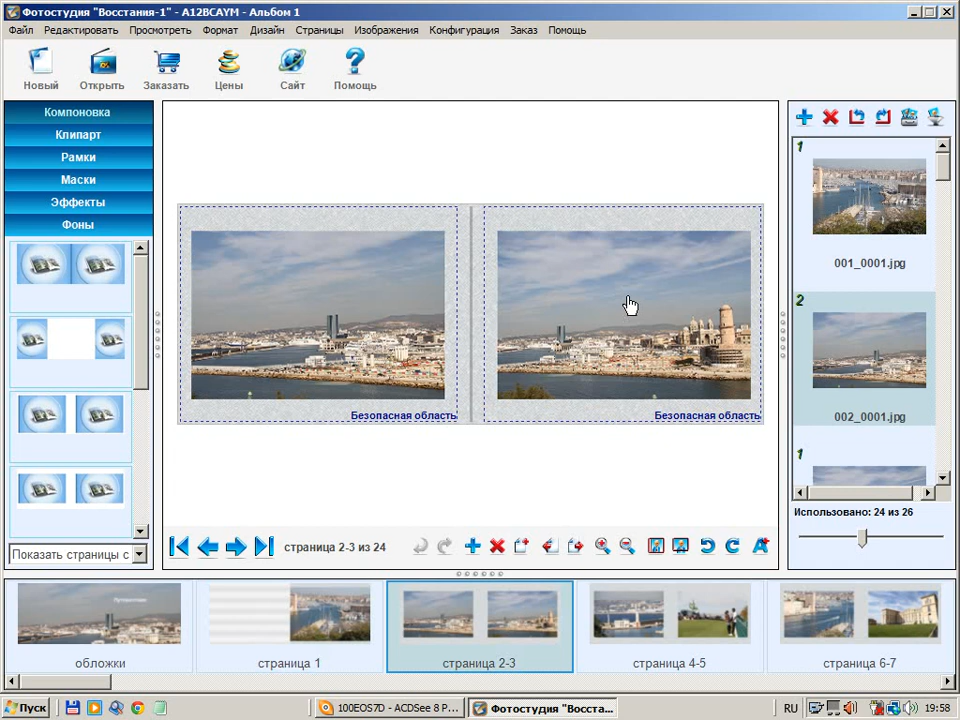 Фотостудия "Восстания-1" - A12BCAYM - Альбом 1
Файл Редактировать Просмотреть Формат Дизайн Страницы Изображения Конфигурация Заказ Помощь
Новый Открыть Заказать Цены Сайт Помощь
Компоновка
Клипарт
Рамки
Маски
Эффекты
Фоны
Показать страницы с
Безопасная область Безопасная область
страница 2-3 из 24
1
001_0001.jpg
2
002_0001.jpg
1
Использовано: 24 из 26
обложки страница 1 страница 2-3 страница 4-5 страница 6-7
Пуск 100EOS7D - ACDSee 8 P... Фотостудия "Восста... RU 19:58